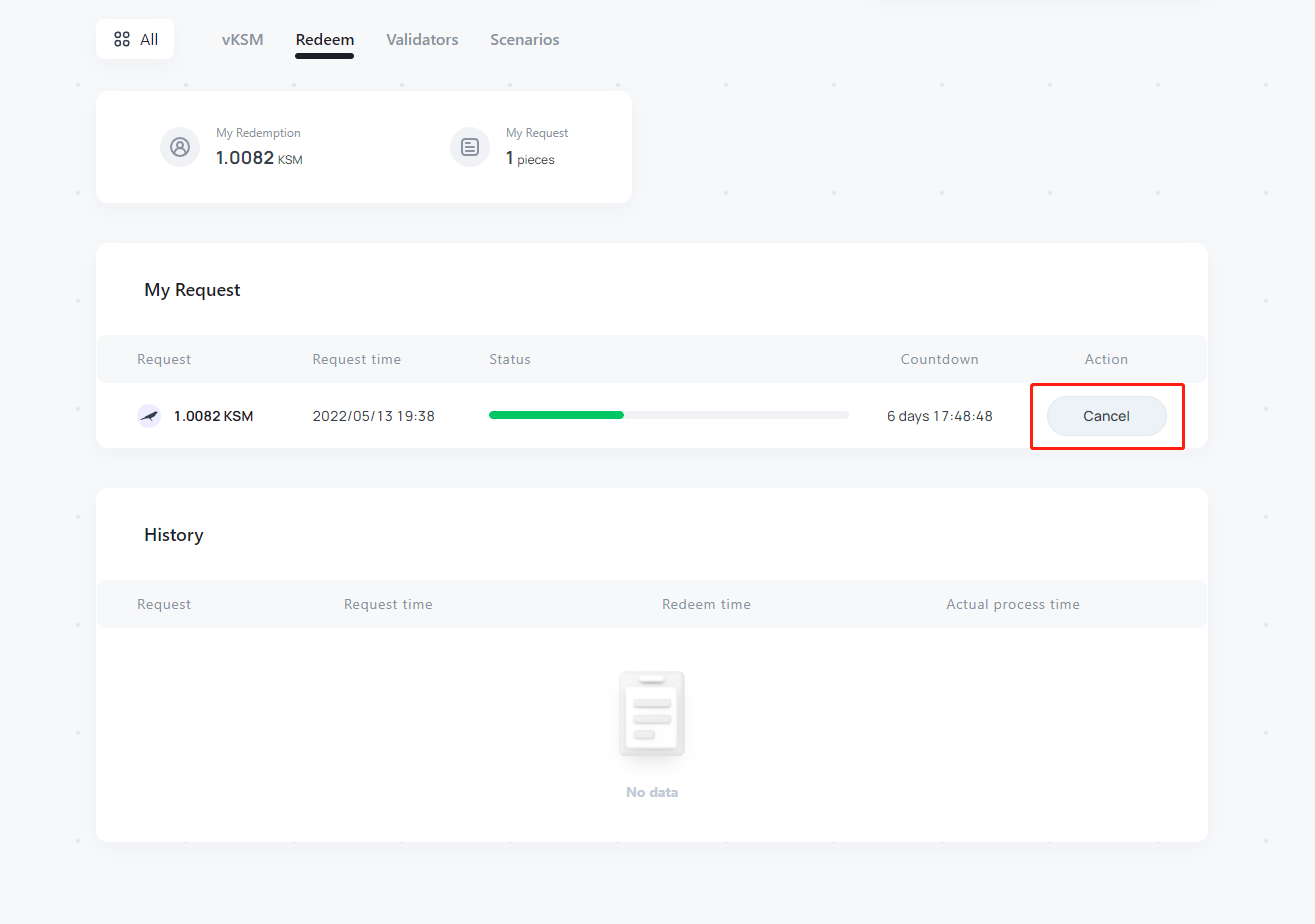 All vKSM Redeem Validators Scenarios
My Redemption My Request
1.0082 KSM 1 pieces
My Request
Request Request time Status Countdown Action
1.0082 KSM 2022/05/13 19:38 6 days 17:48:48 Cancel
History
Request Request time Redeem time Actual process time
No data